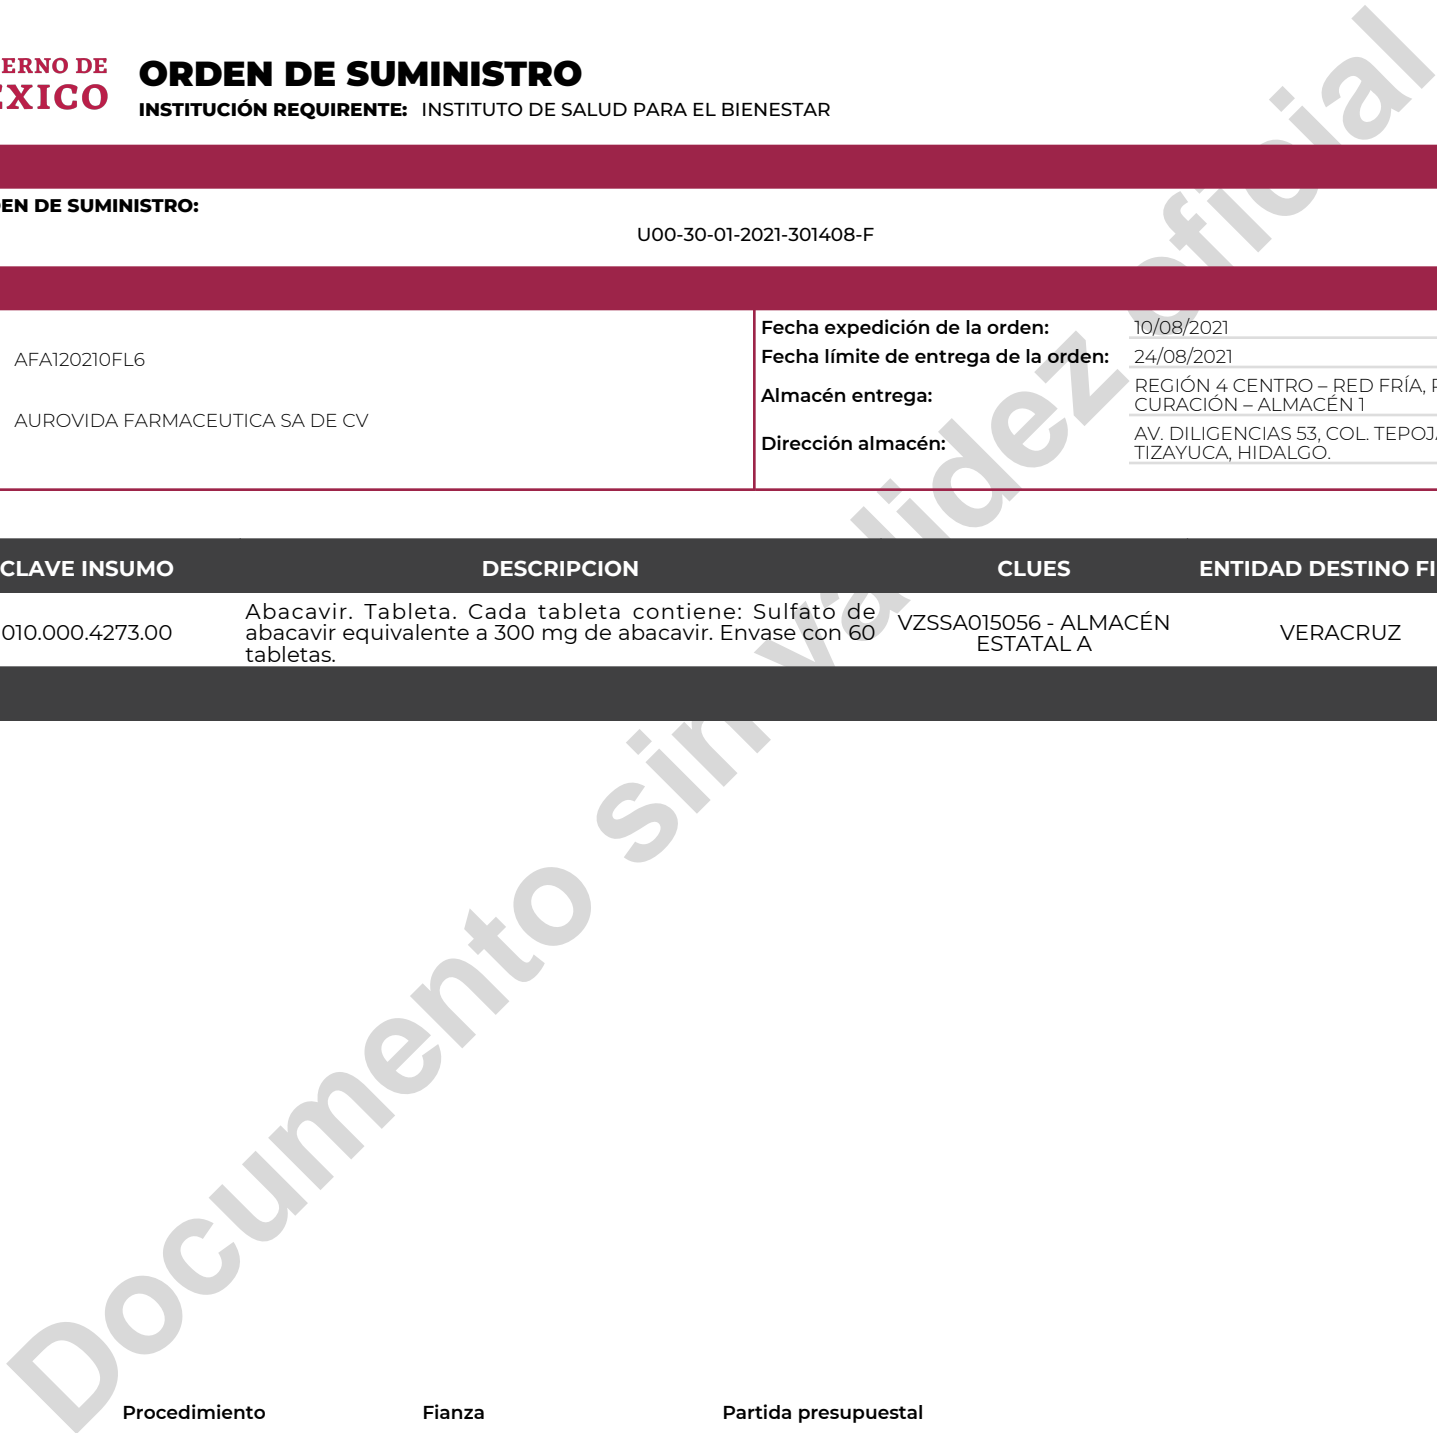 ERNO DE
ORDEN DE SUMINISTRO
EXICO
INSTITUCIÓN REQUIRENTE: INSTITUTO DE SALUD PARA EL BIENESTAR
EN DE SUMINISTRO:
U00-30-01-2021-301408-F
Fecha expedición de la orden: 10/08/2021
AFA120210FL6
Fecha límite de entrega de la orden: 24/08/2021
Almacén entrega: REGIÓN 4 CENTRO – RED FRÍA,
CURACIÓN – ALMACÉN 1
AUROVIDA FARMACEUTICA SA DE CV
Dirección almacén: AV. DILIGENCIAS 53, COL. TEPOJA
TIZAYUCA, HIDALGO.
CLAVE INSUMO DESCRIPCION CLUES ENTIDAD DESTINO FI
010.000.4273.00
Abacavir. Tableta. Cada tableta contiene: Sulfato de
abacavir equivalente a 300 mg de abacavir. Envase con 60
tabletas.
VZSSA015056 - ALMACÉN
ESTATAL A
VERACRUZ
Documento sin validez oficial
Procedimiento Fianza Partida presupuestal